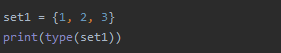 set1 = {1, 2, 3}
print(type(set1))